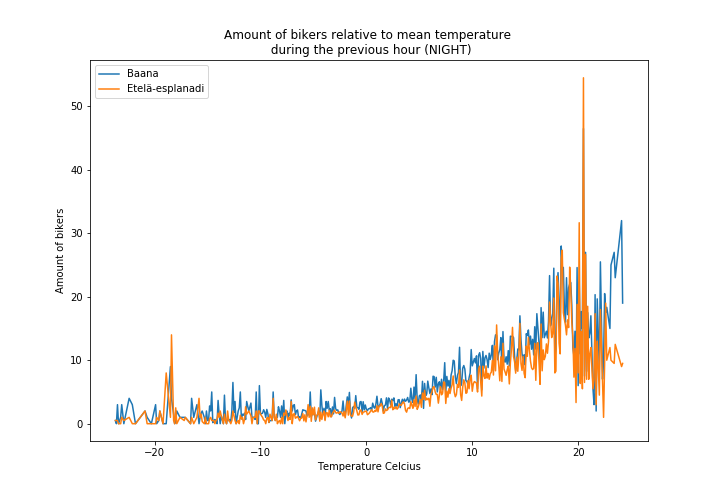 Amount of bikers relative to mean temperature
during the previous hour (NIGHT)
Baana
Etelä-esplanadi
50
40
30
20
10
0
Amount of bikers
−20
−10
0
10
20
Temperature Celcius